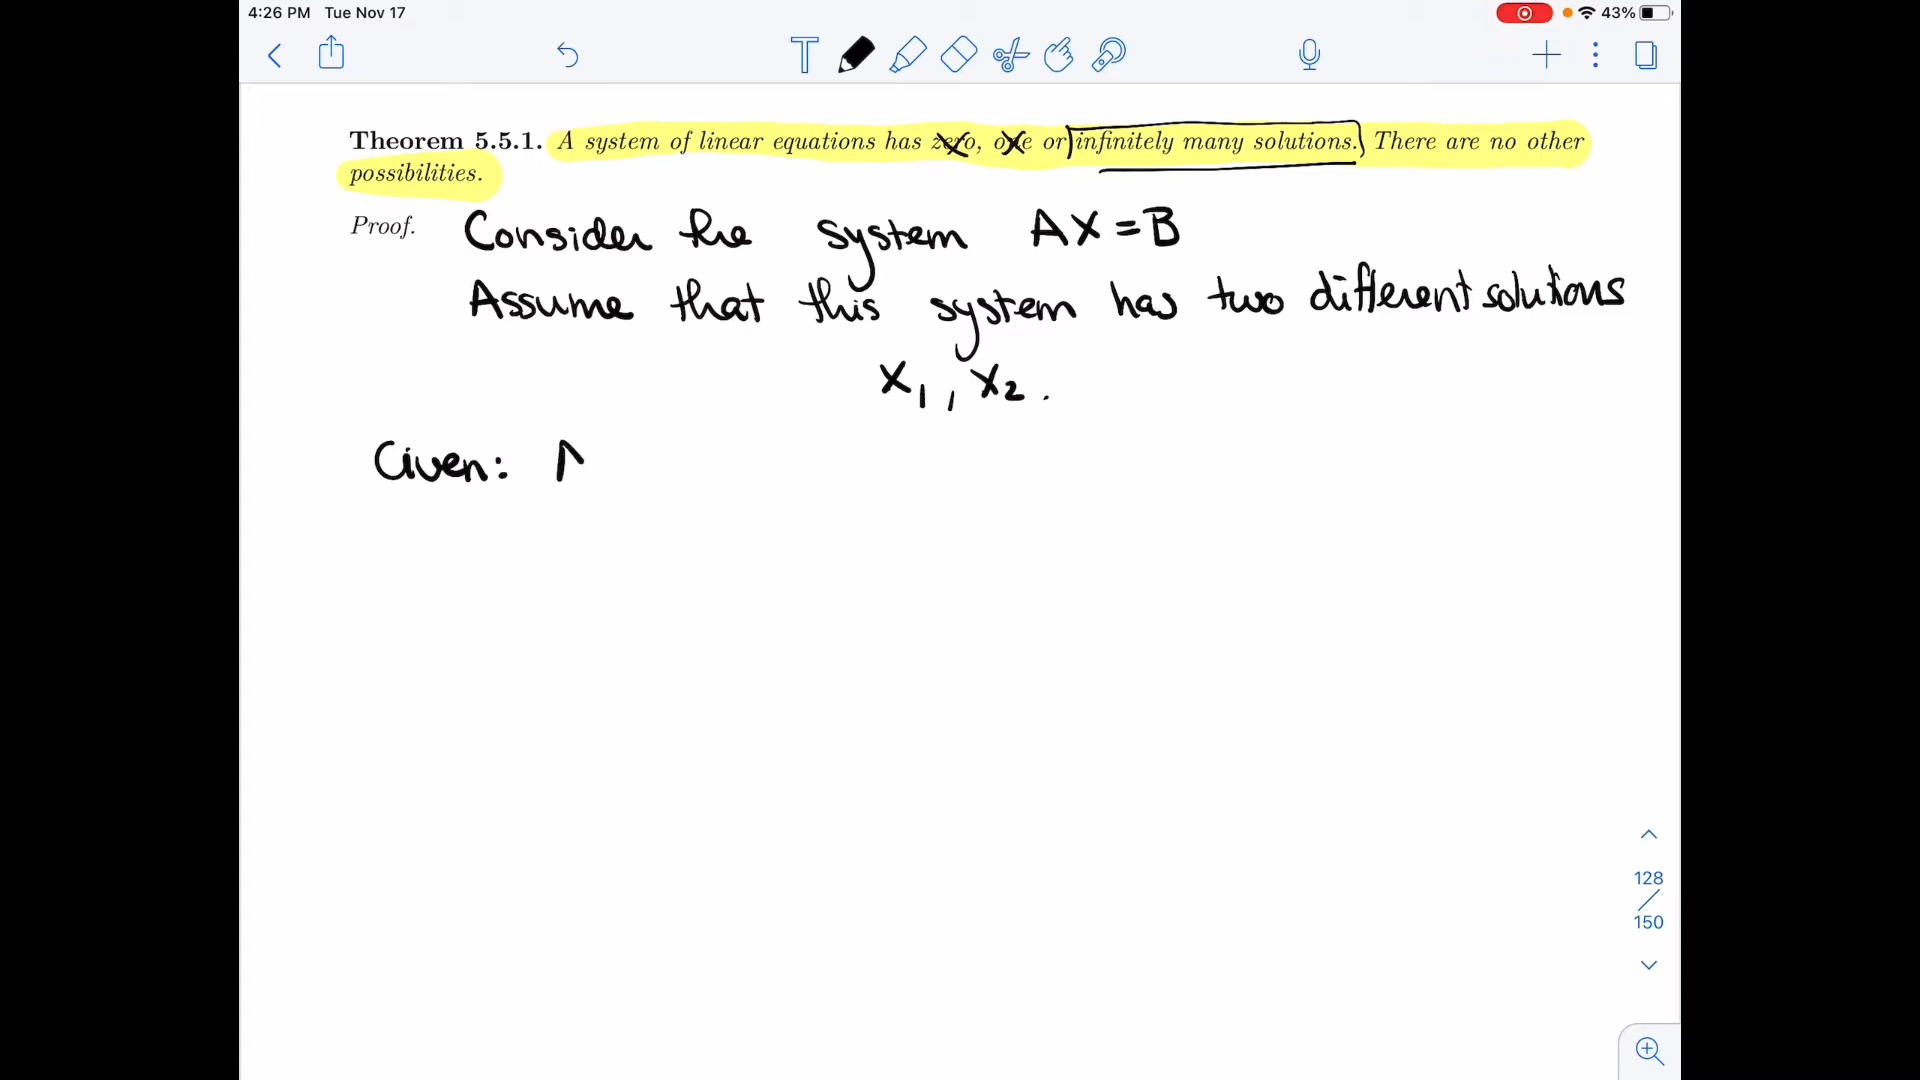 4:26 PM Tue Nov 17 43%
Theorem 5.5.1. A system of linear equations has zero, one or infinitely many solutions. There are no other
possibilities.
Proof. Consider the system AX = B
Assume that this system has two different solutions
X₁, X₂.
Given:
128
150